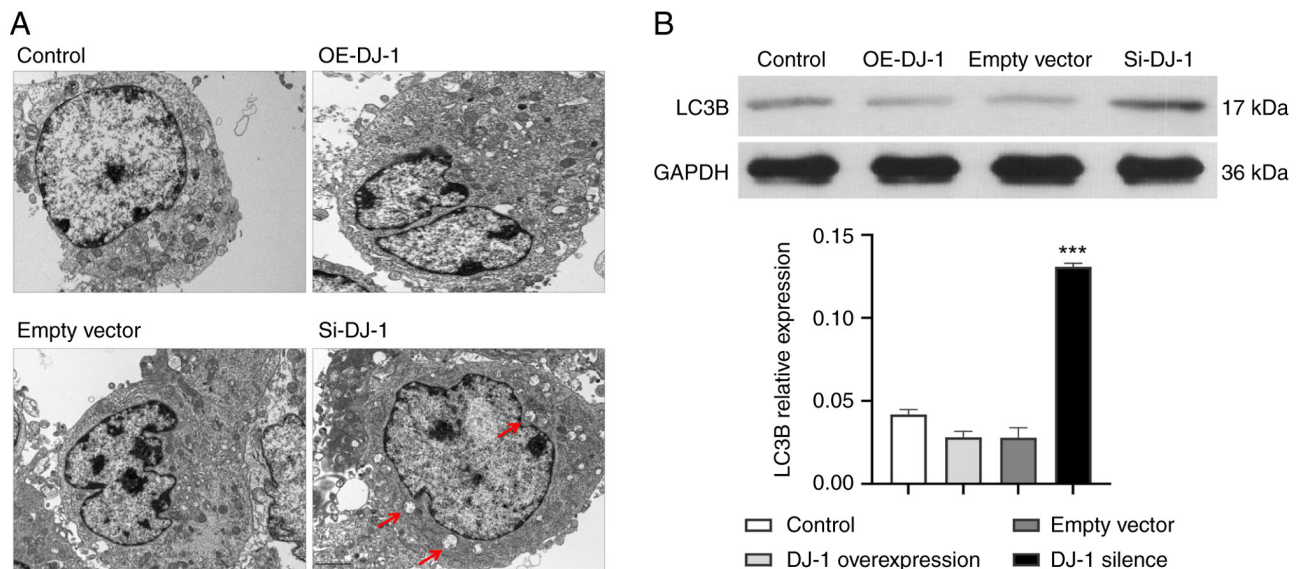 A
Control
OE-DJ-1
Empty vector
Si-DJ-1
B
Control OE-DJ-1 Empty vector Si-DJ-1
LC3B 17 kDa
GAPDH 36 kDa
LC3B relative expression
0.15
0.10
0.05
0.00
***
Control
Empty vector
DJ-1 overexpression
DJ-1 silence